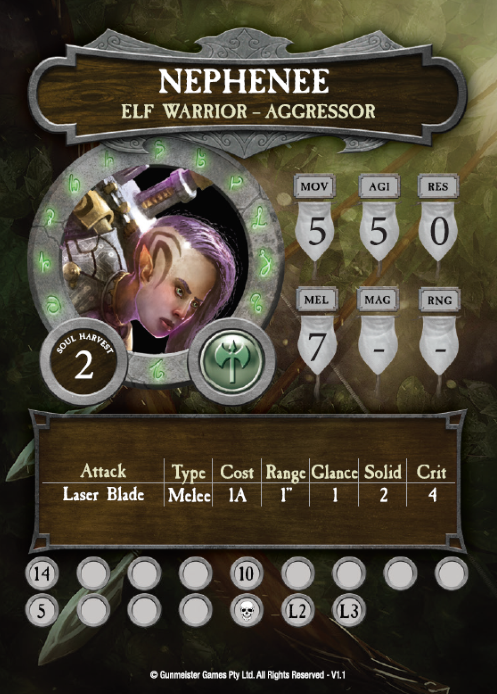 NEPHENEE
ELF WARRIOR – AGGRESSOR
MOV AGI RES
5 5 0
SOUL HARVEST
2
MEL MAG RNG
7 - -
Attack Type Cost Range Glance Solid Crit
Laser Blade Melee 1A 1" 1 2 4
14 10
5 L2 L3
© Gunmeister Games Pty Ltd. All Rights Reserved - V1.1